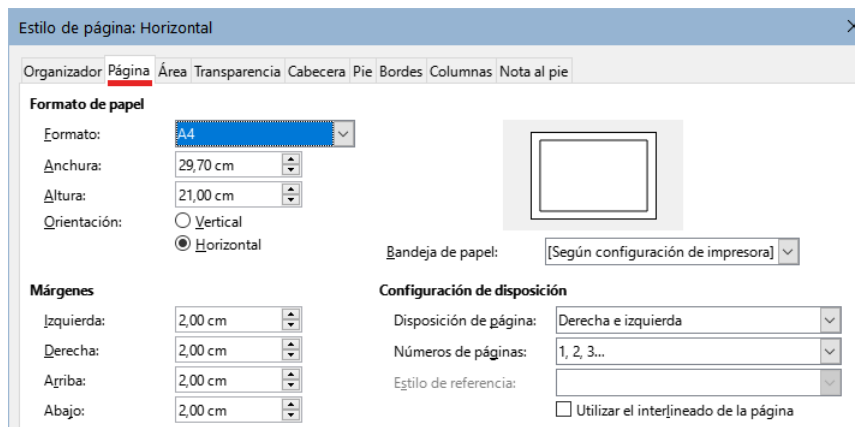 Estilo de página: Horizontal
Organizador Página Área Transparencia Cabecera Pie Bordes Columnas Nota al pie
Formato de papel
Formato: A4
Anchura: 29,70 cm
Altura: 21,00 cm
Orientación: Vertical
Horizontal
Bandeja de papel: [Según configuración de impresora]
Márgenes
Izquierda: 2,00 cm
Derecha: 2,00 cm
Arriba: 2,00 cm
Abajo: 2,00 cm
Configuración de disposición
Disposición de página: Derecha e izquierda
Números de páginas: 1, 2, 3...
Estilo de referencia:
Utilizar el interlineado de la página